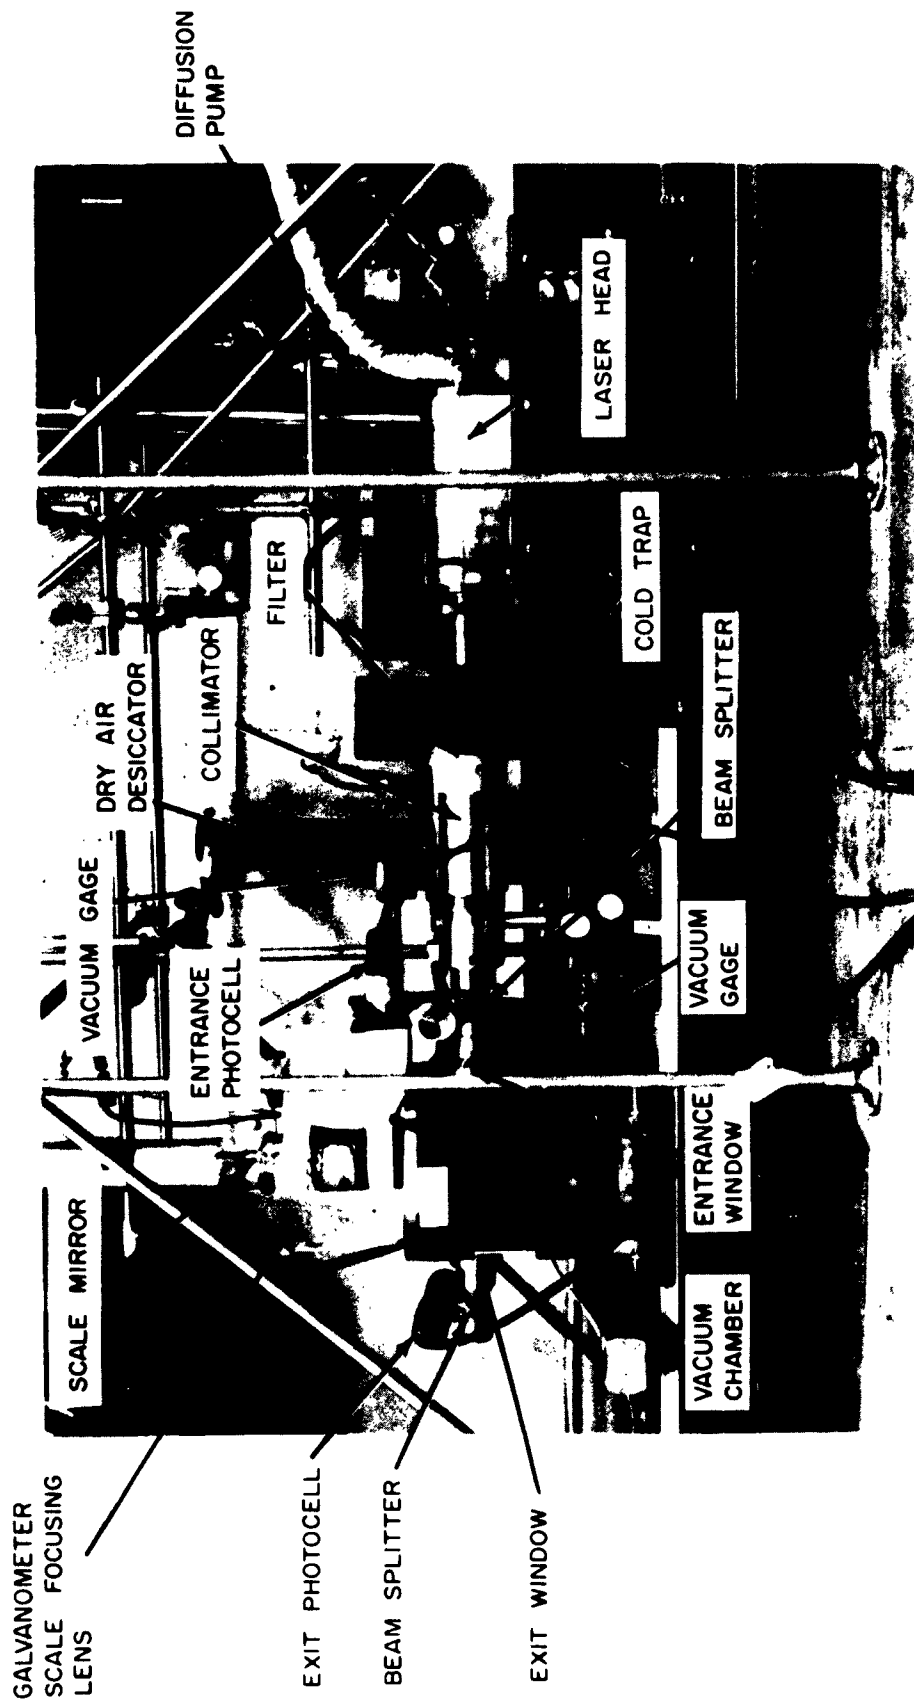 GALVANOMETER
SCALE FOCUSING
LENS
SCALE MIRROR
VACUUM GAGE
DRY AIR
DESICCATOR
ENTRANCE
PHOTOCELL
COLLIMATOR
FILTER
DIFFUSION
PUMP
EXIT PHOTOCELL
BEAM SPLITTER
EXIT WINDOW
VACUUM
CHAMBER
ENTRANCE
WINDOW
VACUUM
GAGE
BEAM SPLITTER
COLD TRAP
LASER HEAD